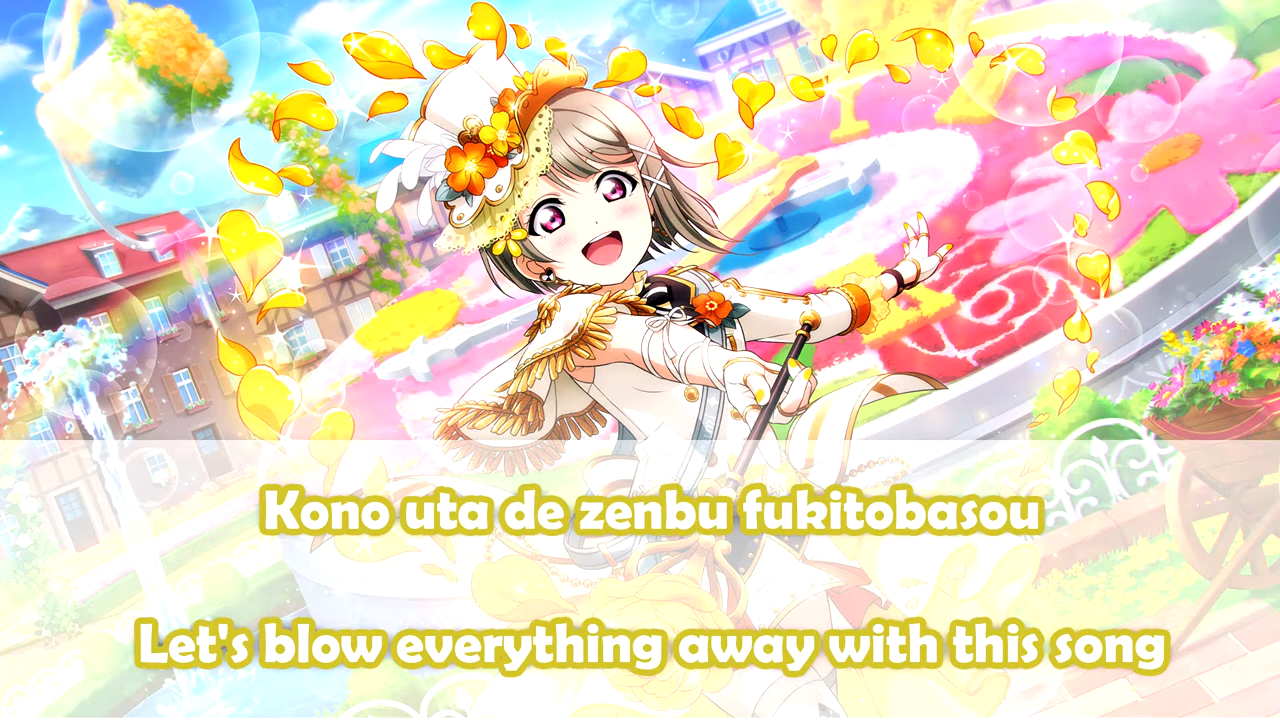 Kono uta de zenbu fukitobasou
Let's blow everything away with this song